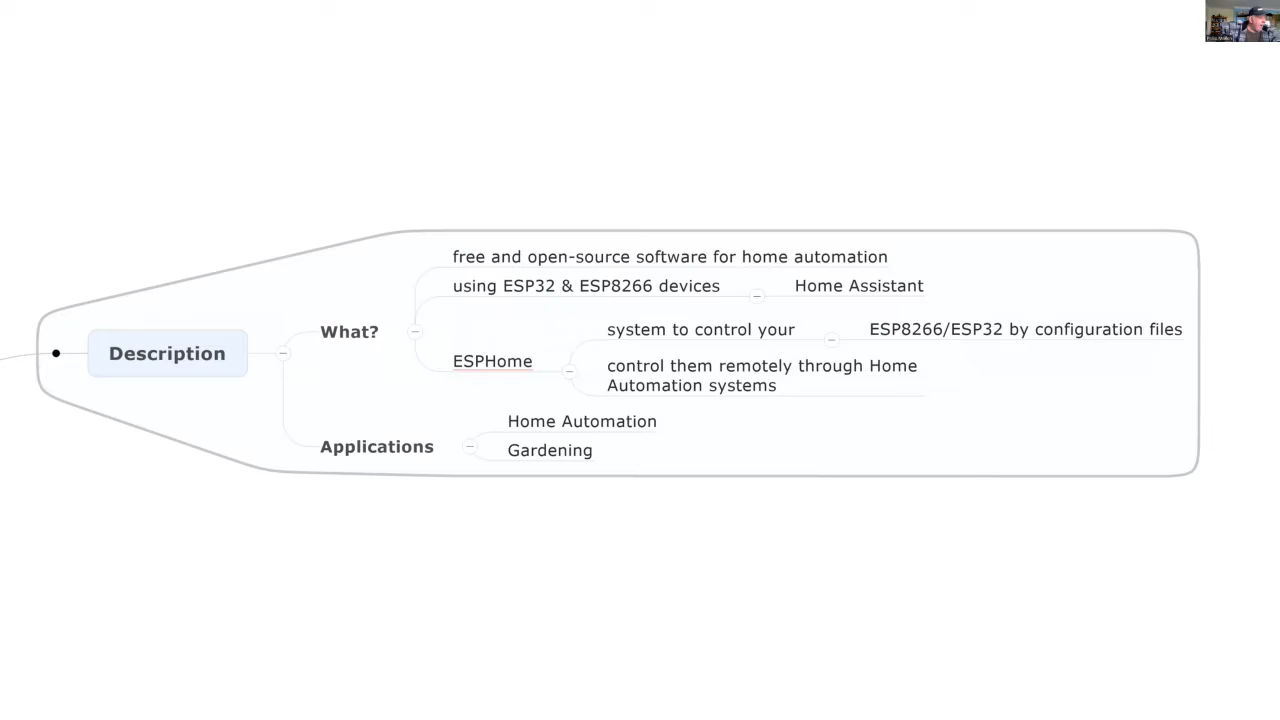 free and open-source software for home automation
using ESP32 & ESP8266 devices
Home Assistant
What?
system to control your
ESP8266/ESP32 by configuration files
Description
ESPHome
control them remotely through Home
Automation systems
Home Automation
Applications
Gardening